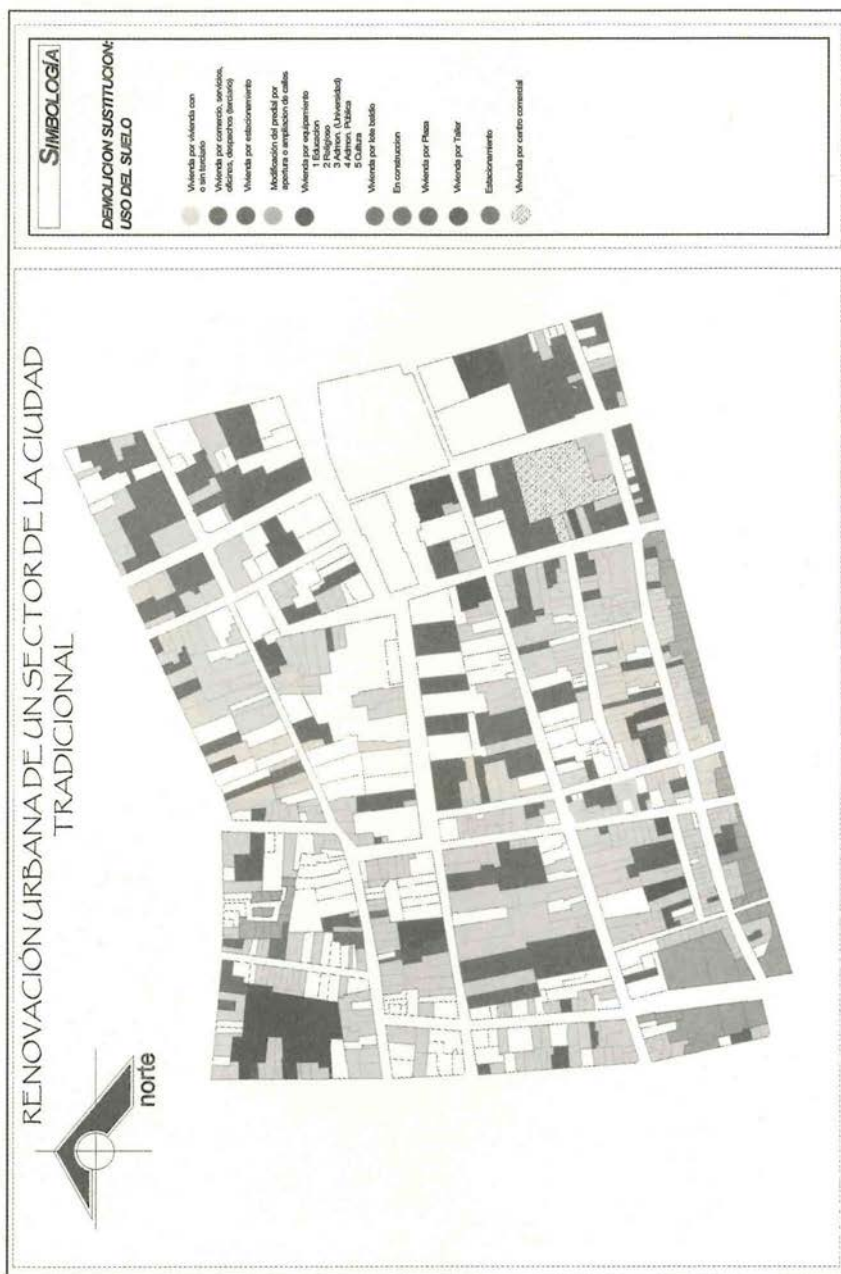 RENOVACIÓN URBANA DE UN SECTOR DE LA CIUDAD
TRADICIONAL
norte
SIMBOLOGÍA
DEMOLICION SUSTITUCION:
USO DEL SUELO
Vivienda por vivienda con
o sin terciario
Vivienda por comercio, servicios,
oficinas, despachos (terciario)
Vivienda por estacionamiento
Modificación del predial por
apertura o ampliacion de calles
Vivienda por equipamiento
1 Educacion
2 Religioso
3 Admon. (Universidad)
4 Admon. Pública
5 Cultura
Vivienda por lote baldio
En construccion
Vivienda por Plaza
Vivienda por Taller
Estacionamiento
Vivienda por centro comercial